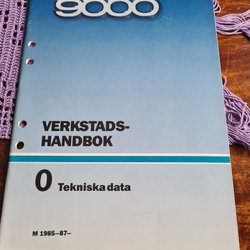 9000
VERKSTADS-
HANDBOK
0 Tekniska data
M 1985–87–